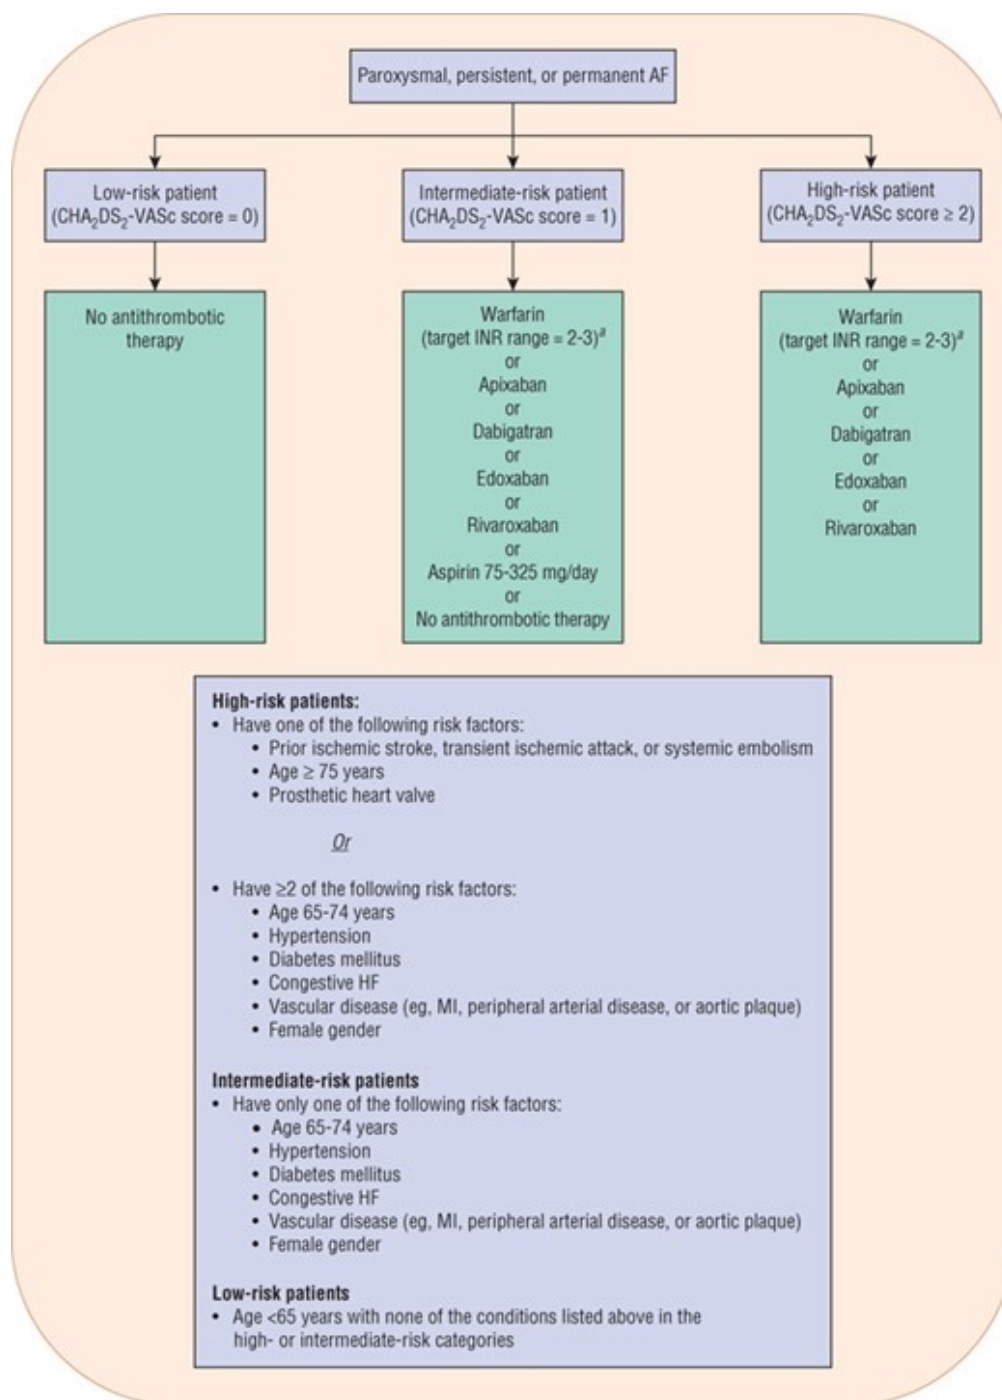 Paroxysmal, persistent, or permanent AF
Low-risk patient
(CHA₂DS₂-VASc score = 0)
Intermediate-risk patient
(CHA₂DS₂-VASc score = 1)
High-risk patient
(CHA₂DS₂-VASc score ≥ 2)
No antithrombotic
therapy
Warfarin
(target INR range = 2-3)ᵃ
or
Apixaban
or
Dabigatran
or
Edoxaban
or
Rivaroxaban
or
Aspirin 75-325 mg/day
or
No antithrombotic therapy
Warfarin
(target INR range = 2-3)ᵃ
or
Apixaban
or
Dabigatran
or
Edoxaban
or
Rivaroxaban
High-risk patients:
• Have one of the following risk factors:
• Prior ischemic stroke, transient ischemic attack, or systemic embolism
• Age ≥ 75 years
• Prosthetic heart valve
Or
• Have ≥2 of the following risk factors:
• Age 65-74 years
• Hypertension
• Diabetes mellitus
• Congestive HF
• Vascular disease (eg, MI, peripheral arterial disease, or aortic plaque)
• Female gender
Intermediate-risk patients
• Have only one of the following risk factors:
• Age 65-74 years
• Hypertension
• Diabetes mellitus
• Congestive HF
• Vascular disease (eg, MI, peripheral arterial disease, or aortic plaque)
• Female gender
Low-risk patients
• Age <65 years with none of the conditions listed above in the
high- or intermediate-risk categories